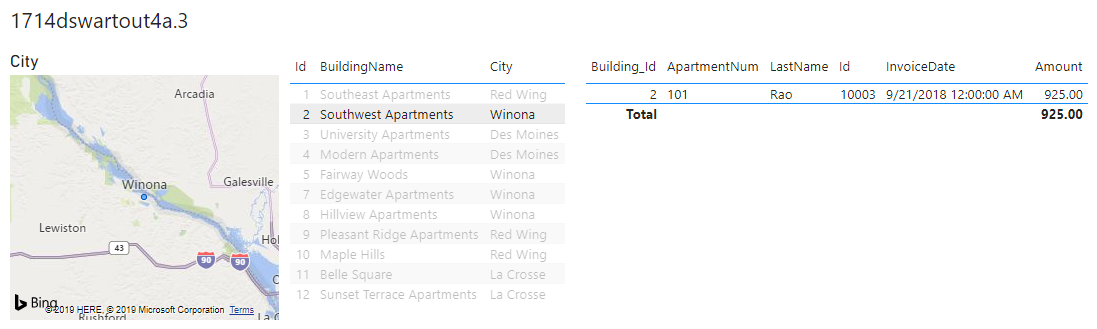 1714dswartout4a.3
City
Arcadia
Winona
Galesville
Lewiston
Hol
43
90
90
C
Bing
© 2019 HERE, © 2019 Microsoft Corporation Terms
Rushford
La C
Id BuildingName City
1 Southeast Apartments Red Wing
2 Southwest Apartments Winona
3 University Apartments Des Moines
4 Modern Apartments Des Moines
5 Fairway Woods Winona
7 Edgewater Apartments Winona
8 Hillview Apartments Winona
9 Pleasant Ridge Apartments Red Wing
10 Maple Hills Red Wing
11 Belle Square La Crosse
12 Sunset Terrace Apartments La Crosse
Building_Id ApartmentNum LastName Id InvoiceDate Amount
2 101 Rao 10003 9/21/2018 12:00:00 AM 925.00
Total 925.00